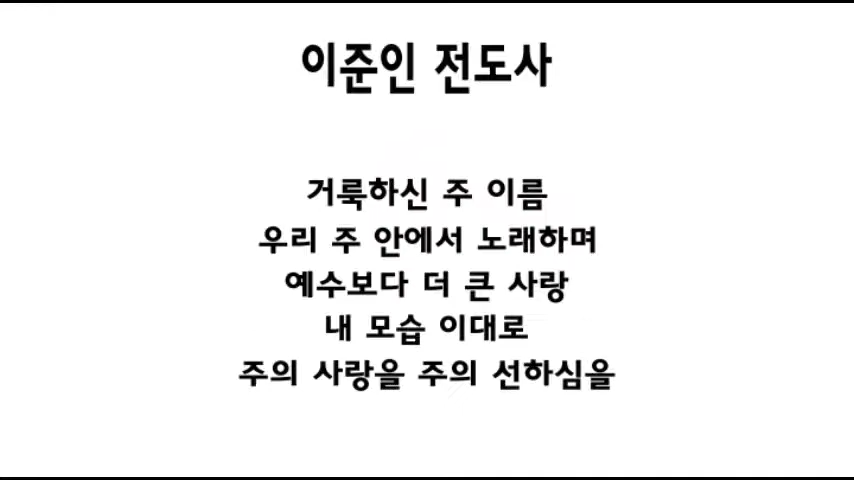 이준인 전도사
거룩하신 주 이름
우리 주 안에서 노래하며
예수보다 더 큰 사랑
내 모습 이대로
주의 사랑을 주의 선하심을